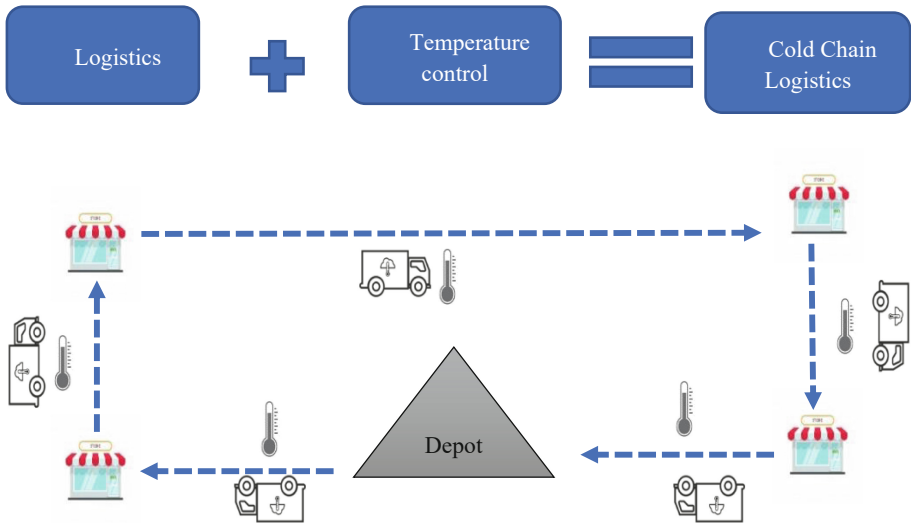 Logistics
Temperature
control
Cold Chain
Logistics
Depot